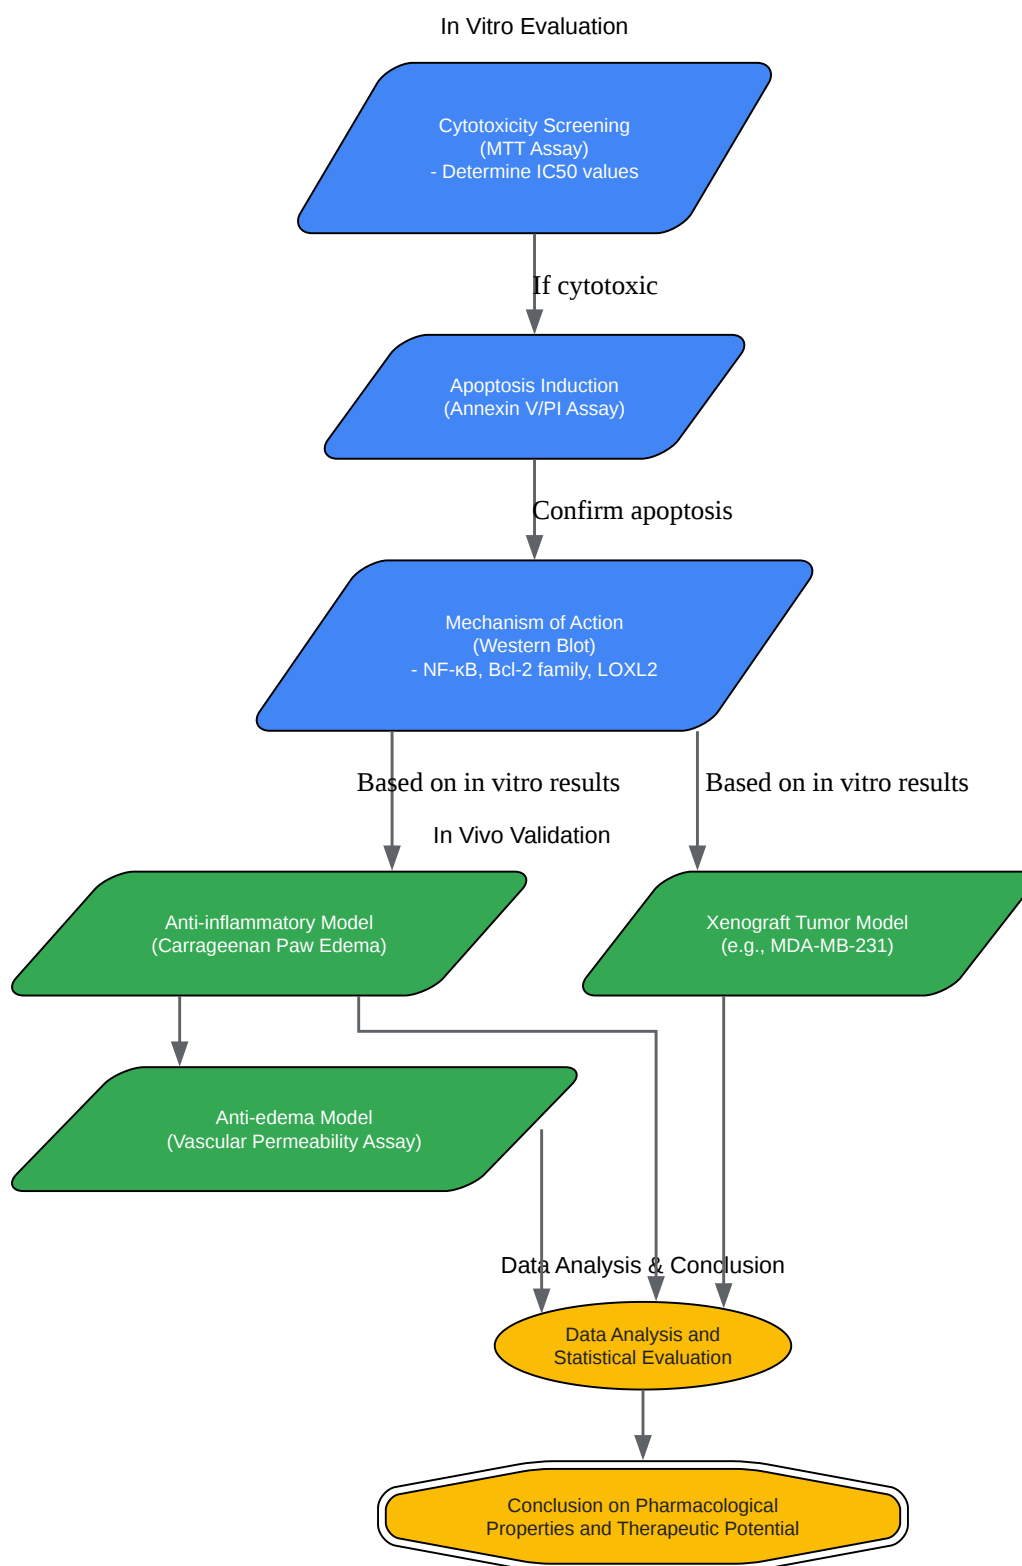 In Vitro Evaluation
Cytotoxicity Screening
(MTT Assay)
- Determine IC50 values
If cytotoxic
Apoptosis Induction
(Annexin V/PI Assay)
Confirm apoptosis
Mechanism of Action
(Western Blot)
- NF-κB, Bcl-2 family, LOXL2
Based on in vitro results
Based on in vitro results
In Vivo Validation
Anti-inflammatory Model
(Carrageenan Paw Edema)
Xenograft Tumor Model
(e.g., MDA-MB-231)
Anti-edema Model
(Vascular Permeability Assay)
Data Analysis & Conclusion
Data Analysis and
Statistical Evaluation
Conclusion on Pharmacological
Properties and Therapeutic Potential